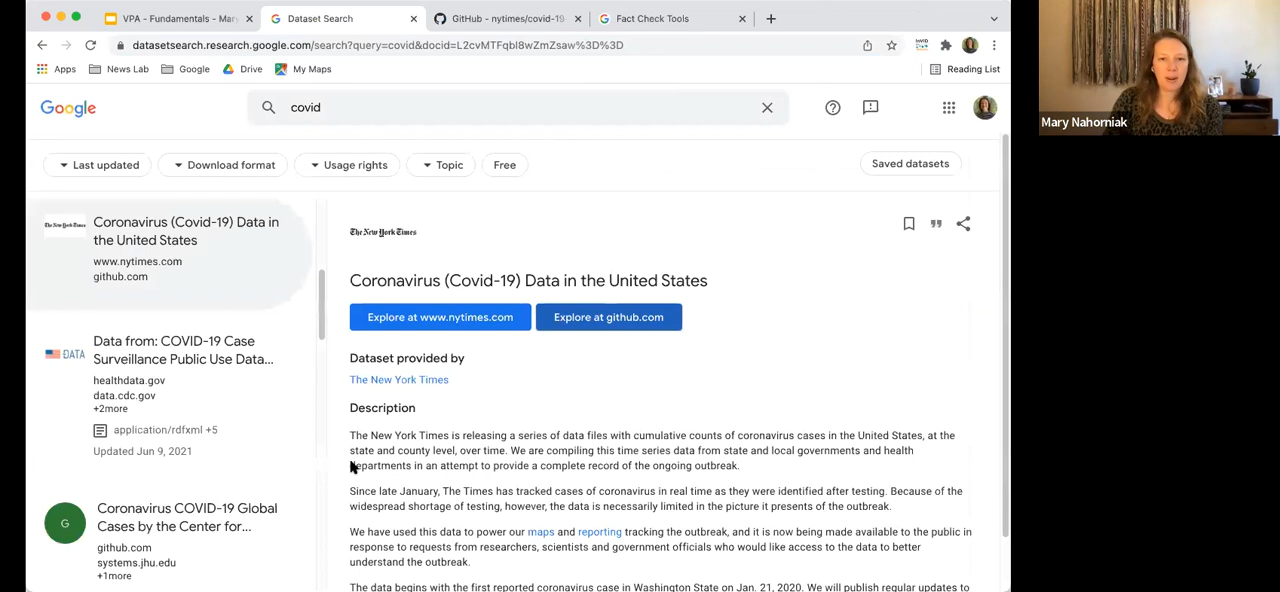 VPA - Fundamentals - Mary
Dataset Search
GitHub - nytimes/covid-19-
Fact Check Tools
datasetsearch.research.google.com/search?query=covid&docid=L2cvMTFqbl8wZmZsaw%3D%3D
Apps
News Lab
Google
Drive
My Maps
Reading List
Google
covid
Mary Nahorniak
Last updated
Download format
Usage rights
Topic
Free
Saved datasets
The New York Times
Coronavirus (Covid-19) Data in
the United States
www.nytimes.com
github.com
DATA
Data from: COVID-19 Case
Surveillance Public Use Data...
healthdata.gov
data.cdc.gov
+2more
application/rdfxml +5
Updated Jun 9, 2021
G
Coronavirus COVID-19 Global
Cases by the Center for...
github.com
systems.jhu.edu
+1more
The New York Times
Coronavirus (Covid-19) Data in the United States
Explore at www.nytimes.com
Explore at github.com
Dataset provided by
The New York Times
Description
The New York Times is releasing a series of data files with cumulative counts of coronavirus cases in the United States, at the
state and county level, over time. We are compiling this time series data from state and local governments and health
departments in an attempt to provide a complete record of the ongoing outbreak.
Since late January, The Times has tracked cases of coronavirus in real time as they were identified after testing. Because of the
widespread shortage of testing, however, the data is necessarily limited in the picture it presents of the outbreak.
We have used this data to power our maps and reporting tracking the outbreak, and it is now being made available to the public in
response to requests from researchers, scientists and government officials who would like access to the data to better
understand the outbreak.
The data begins with the first reported coronavirus case in Washington State on Jan. 21, 2020. We will publish regular updates to